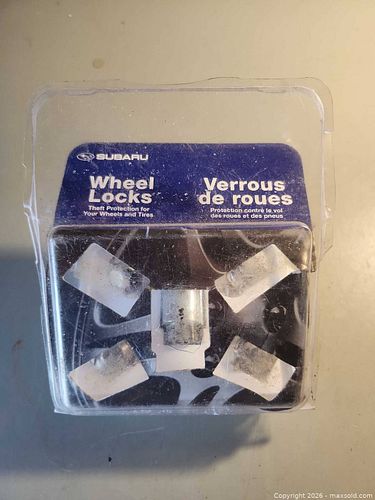 SUBARU
Wheel
Locks
Theft Protection for
Your Wheels and Tires
Verrous
de roues
Protection contre le vol
des roues et des pneus
Copyright 2026 - maxsold.com